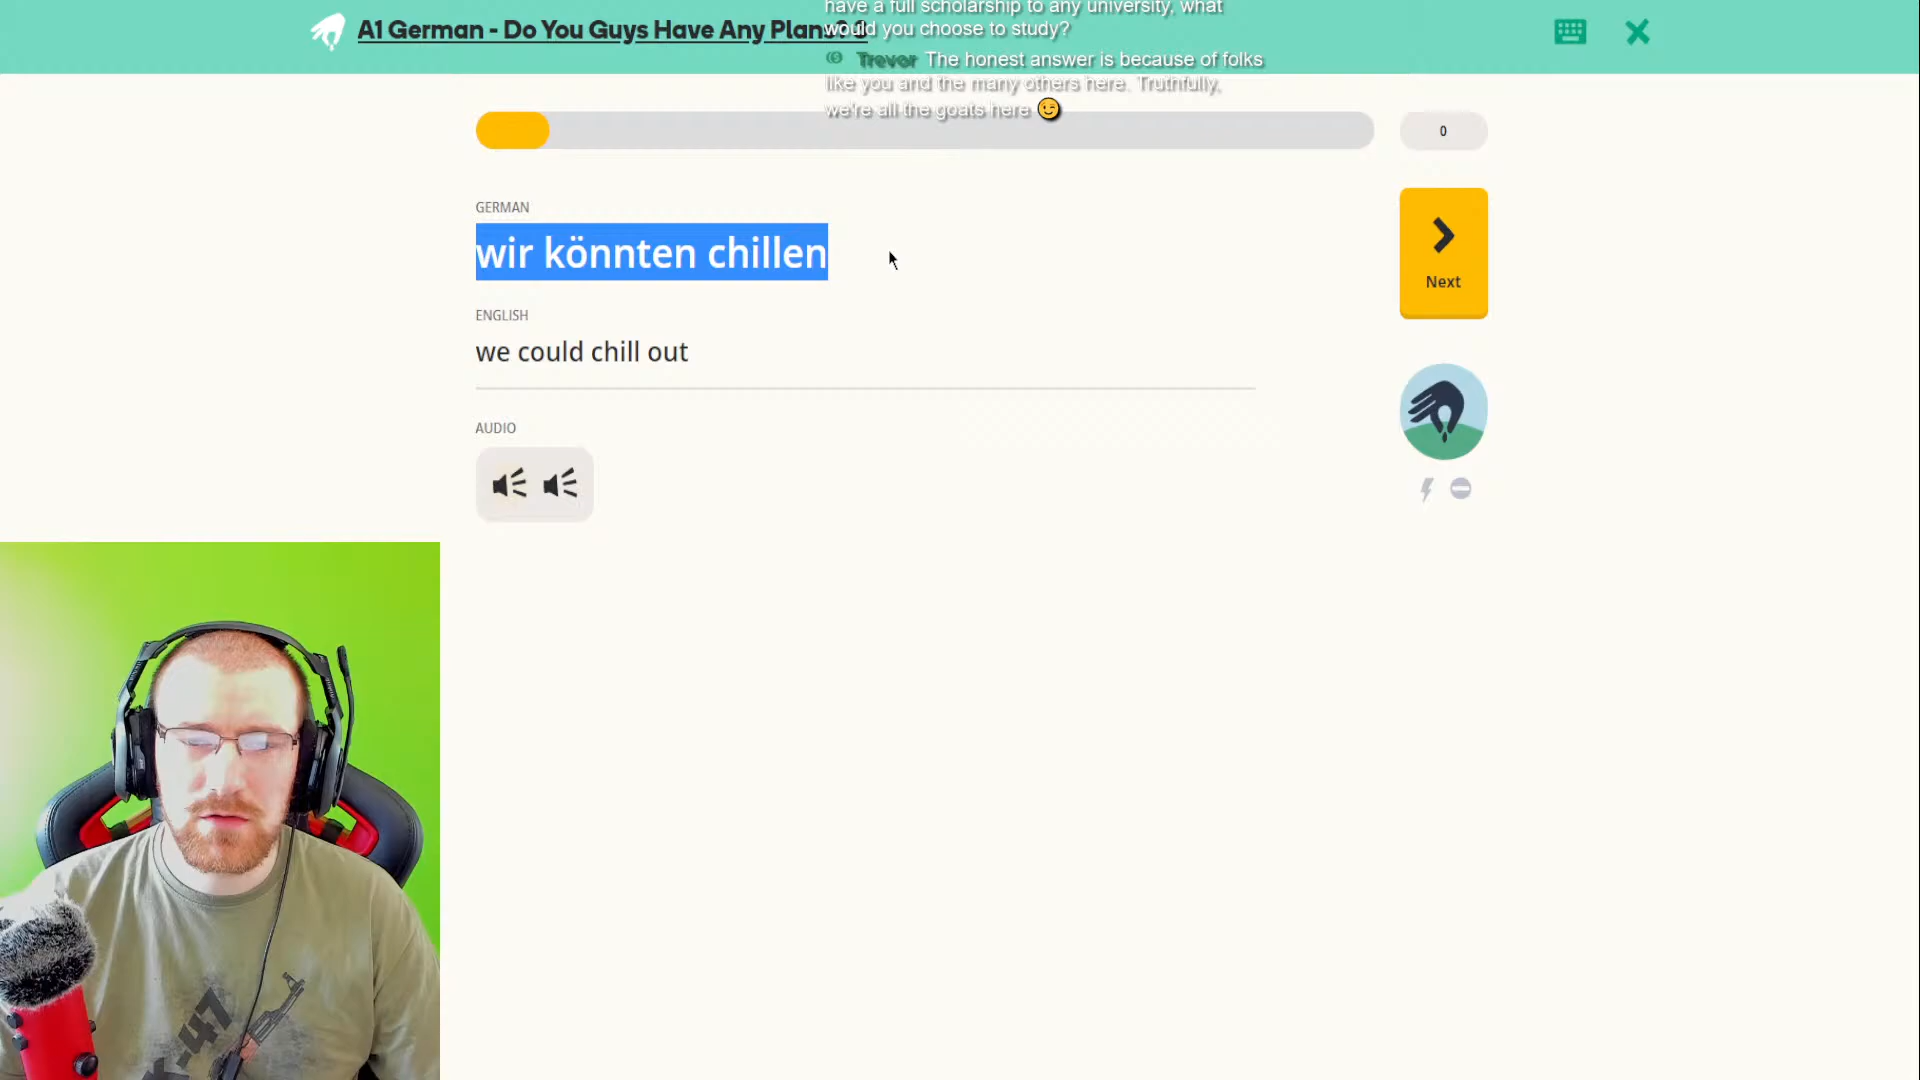 have a full scholarship to any university, what
A1 German - Do You Guys Have Any Plans?
would you choose to study?
Trevor The honest answer is because of folks
like you and the many others here. Truthfully,
we're all the goats here 😉
0
GERMAN
wir könnten chillen
Next
ENGLISH
we could chill out
AUDIO
-47